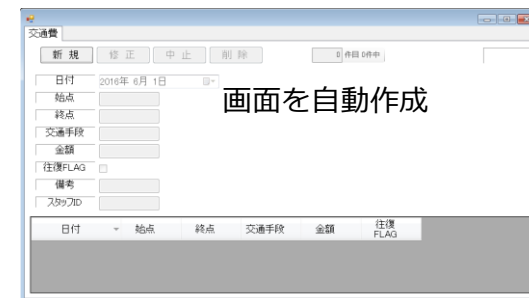 交通費
新 規 修 正 中 止 削 除 0 件目 0件中
日付 2016年 6月 1日
始点
終点
交通手段
金額
往復FLAG
備考
スタッフID
画面を自動作成
日付 始点 終点 交通手段 金額 往復
FLAG